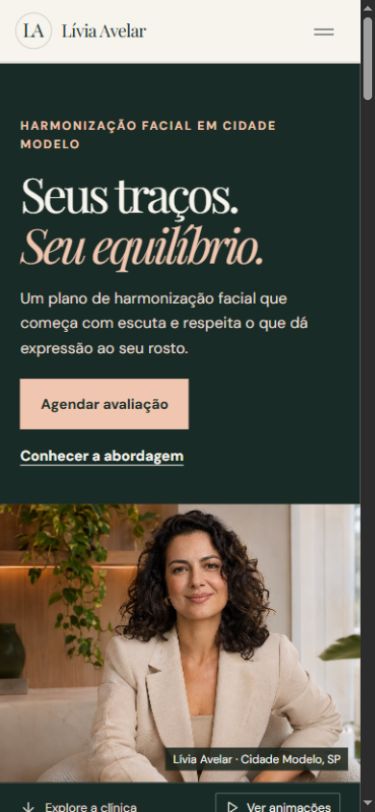 LA Lívia Avelar
HARMONIZAÇÃO FACIAL EM CIDADE
MODELO
Seus traços.
Seu equilíbrio.
Um plano de harmonização facial que
começa com escuta e respeita o que dá
expressão ao seu rosto.
Agendar avaliação
Conhecer a abordagem
Lívia Avelar · Cidade Modelo, SP
Explore a clínica
Ver animações